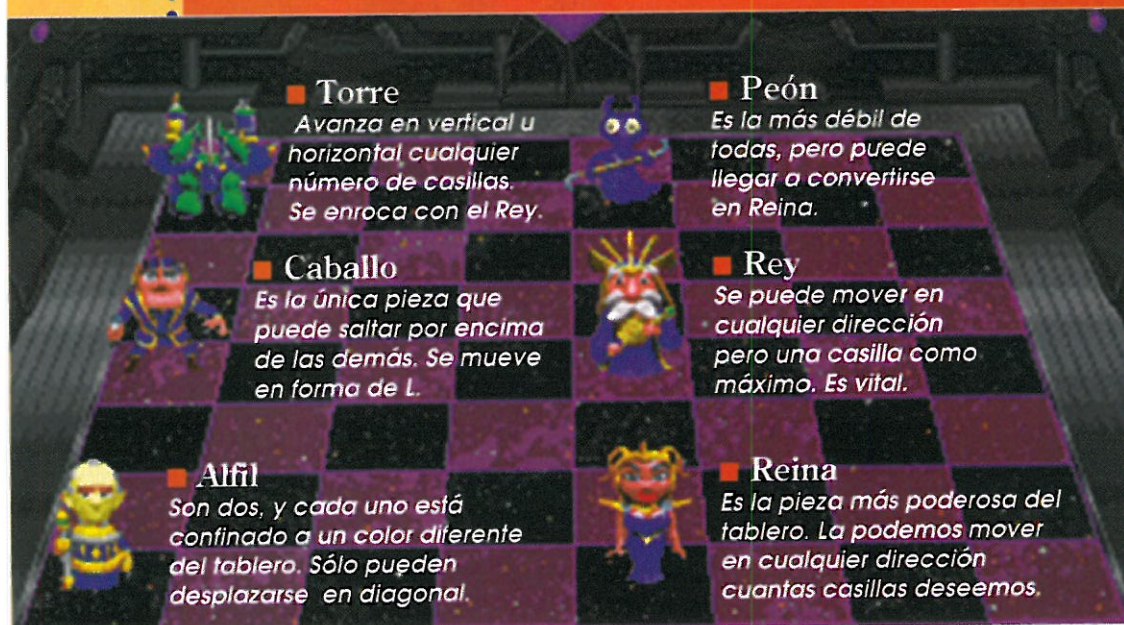 Torre
Avanza en vertical u
horizontal cualquier
número de casillas.
Se enroca con el Rey.
Peón
Es la más débil de
todas, pero puede
llegar a convertirse
en Reina.
Caballo
Es la única pieza que
puede saltar por encima
de las demás. Se mueve
en forma de L.
Rey
Se puede mover en
cualquier dirección
pero una casilla como
máximo. Es vital.
Alfil
Son dos, y cada uno está
confinado a un color diferente
del tablero. Sólo pueden
desplazarse en diagonal.
Reina
Es la pieza más poderosa del
tablero. La podemos mover
en cualquier dirección
cuantas casillas deseemos.